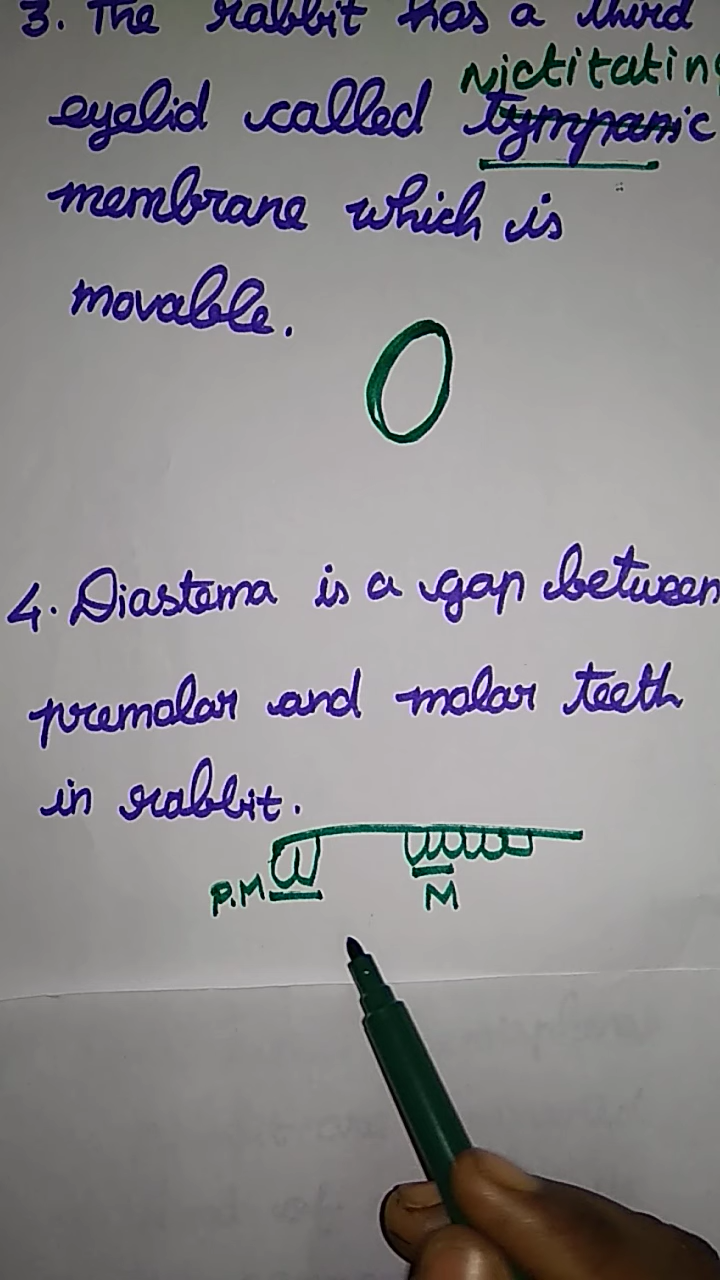 3. The rabbit has a third
Nictitating
eyelid called tympanic
membrane which is
movable.
4. Diastema is a gap between
premolar and molar teeth
in rabbit.
P.M M